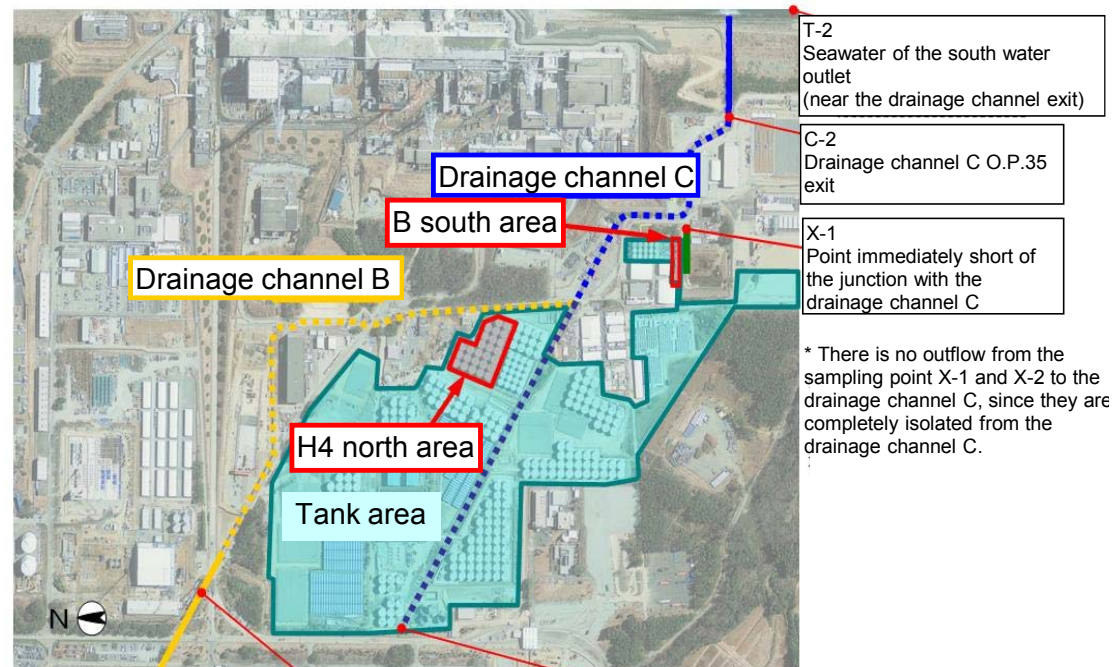 T-2
Seawater of the south water
outlet
(near the drainage channel exit)
C-2
Drainage channel C O.P.35
exit
Drainage channel C
B south area
X-1
Point immediately short of
the junction with the
drainage channel C
Drainage channel B
* There is no outflow from the
sampling point X-1 and X-2 to the
drainage channel C, since they are
completely isolated from the
drainage channel C.
H4 north area
Tank area
N